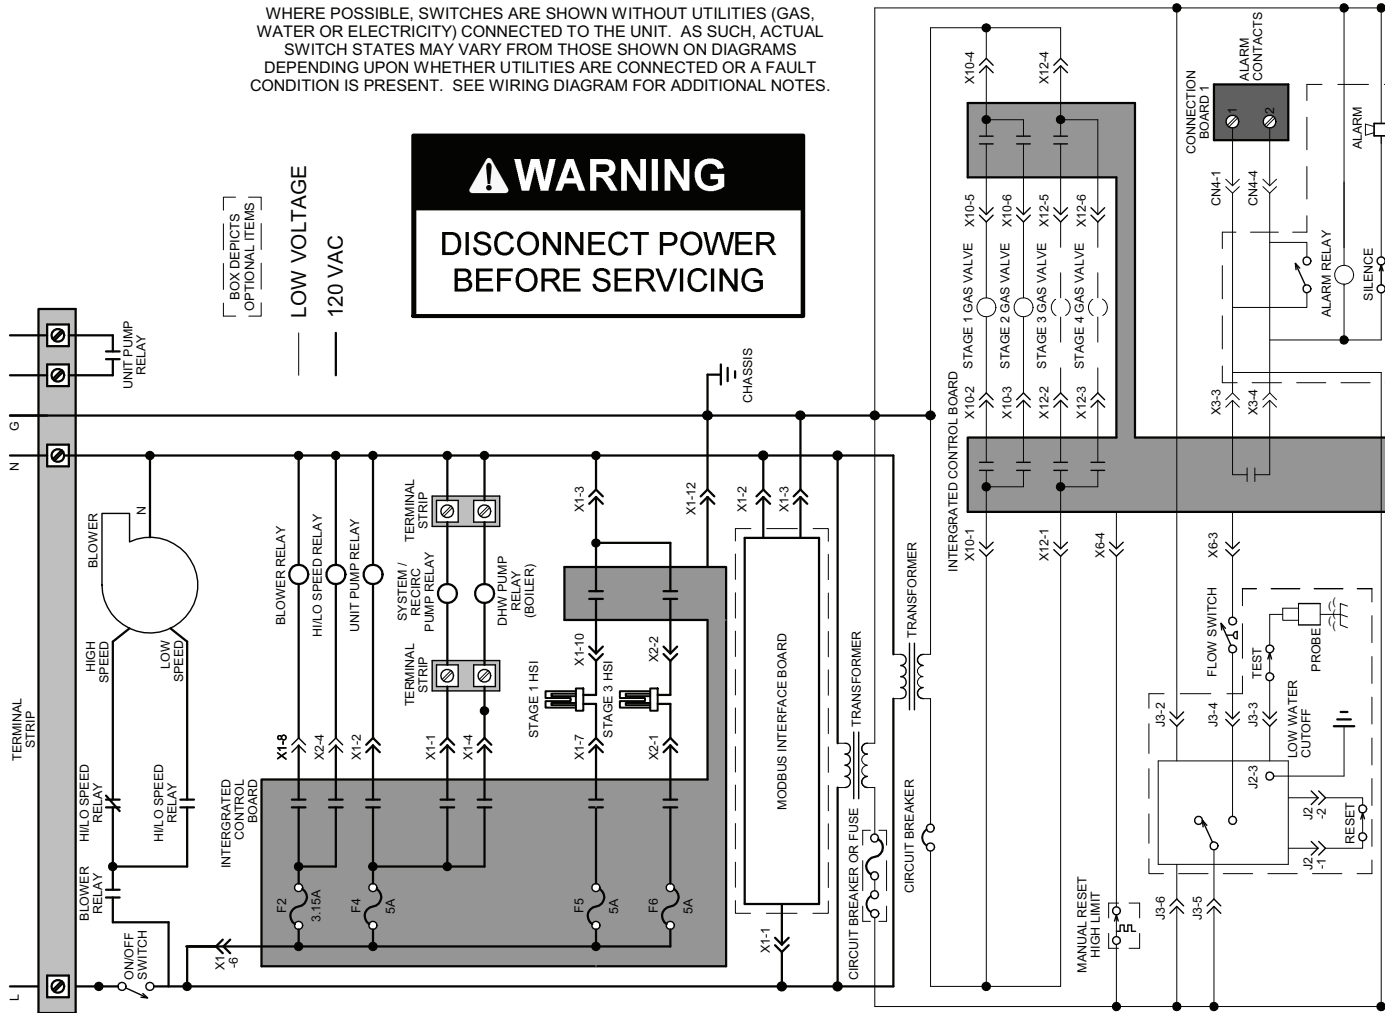 WHERE POSSIBLE, SWITCHES ARE SHOWN WITHOUT UTILITIES (GAS,
WATER OR ELECTRICITY) CONNECTED TO THE UNIT.  AS SUCH, ACTUAL
SWITCH STATES MAY VARY FROM THOSE SHOWN ON DIAGRAMS
DEPENDING UPON WHETHER UTILITIES ARE CONNECTED OR A FAULT
CONDITION IS PRESENT.  SEE WIRING DIAGRAM FOR ADDITIONAL NOTES.
WARNING
DISCONNECT POWER
BEFORE SERVICING
BOX DEPICTS
OPTIONAL ITEMS
LOW VOLTAGE
120 VAC
TERMINAL
STRIP
L
N
G
UNIT PUMP
RELAY
BLOWER
N
HIGH
SPEED
LOW
SPEED
HI/LO SPEED
RELAY
HI/LO SPEED
RELAY
BLOWER
RELAY
ON/OFF
SWITCH
X1
-6
INTERGRATED
CONTROL
BOARD
F2
3.15A
F4
5A
F5
5A
F6
5A
X1-8
X2-4
X1-2
X1-1
X1-4
X1-7
X2-1
BLOWER RELAY
HI/LO SPEED RELAY
UNIT PUMP RELAY
SYSTEM /
RECIRC
PUMP RELAY
DHW PUMP
RELAY
(BOILER)
TERMINAL
STRIP
TERMINAL
STRIP
STAGE 1 HSI
STAGE 3 HSI
X1-10
X2-2
X1-3
X1-12
CHASSIS
X1-2
X1-3
MODBUS INTERFACE BOARD
X1-1
TRANSFORMER
TRANSFORMER
CIRCUIT BREAKER OR FUSE
CIRCUIT BREAKER
INTERGRATED CONTROL BOARD
X10-4
X12-4
X10-5
X10-6
X12-5
X12-6
STAGE 1 GAS VALVE
STAGE 2 GAS VALVE
STAGE 3 GAS VALVE
STAGE 4 GAS VALVE
X10-2
X10-3
X12-2
X12-3
X10-1
X12-1
X6-4
X6-3
CONNECTION
BOARD 1
ALARM
CONTACTS
1
2
CN4-1
CN4-4
ALARM
ALARM RELAY
SILENCE
X3-3
X3-4
FLOW SWITCH
TEST
PROBE
J3-2
J3-4
J3-3
LOW WATER
CUTOFF
J2-3
J2
-2
J2
-1
RESET
J3-6
J3-5
MANUAL RESET
HIGH LIMIT